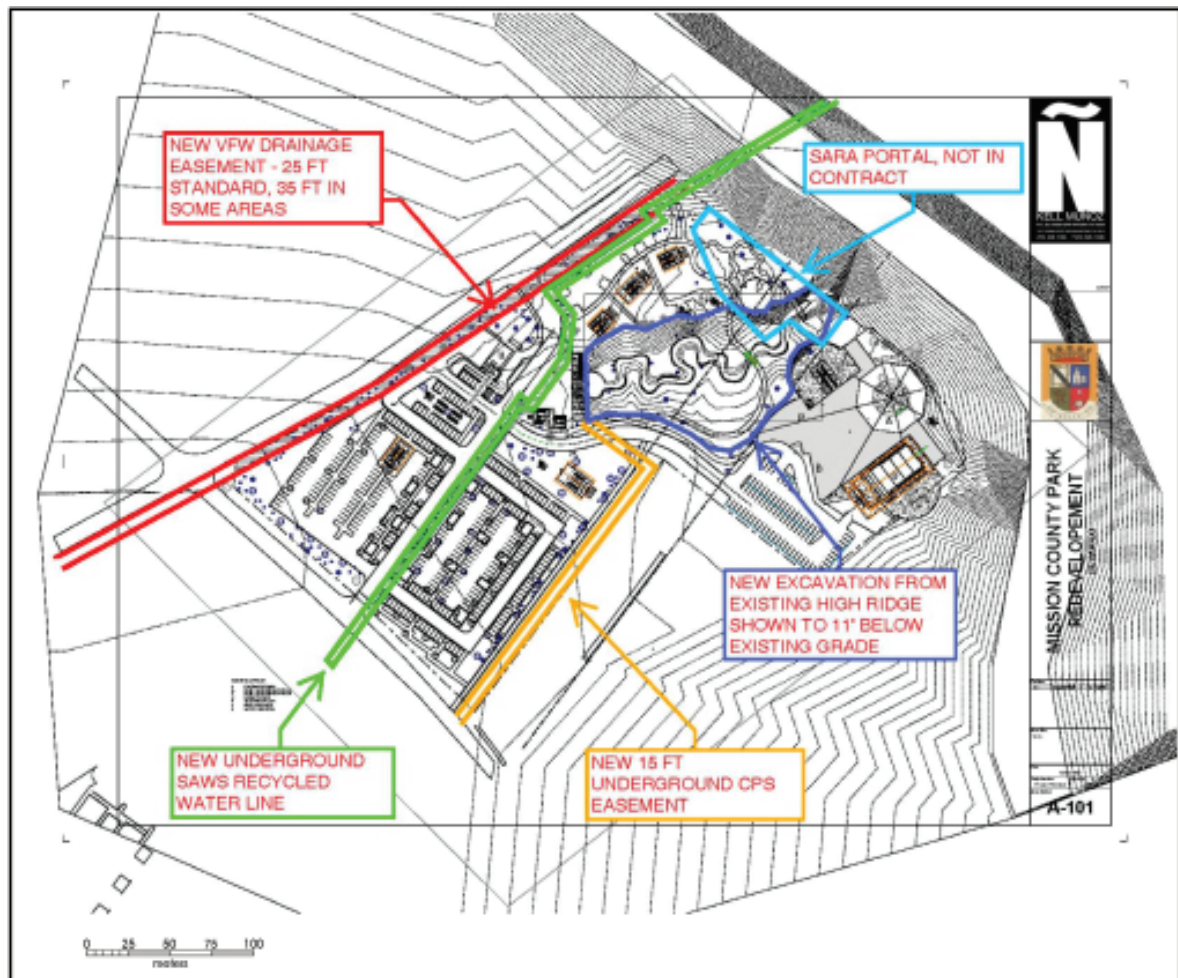 NEW VFW DRAINAGE
EASEMENT - 25 FT
STANDARD, 35 FT IN
SOME AREAS
SARA PORTAL, NOT IN
CONTRACT
Ñ
KELL MUÑOZ
MISSION COUNTY PARK
REDEVELOPEMENT
NEW EXCAVATION FROM
EXISTING HIGH RIDGE
SHOWN TO 11" BELOW
EXISTING GRADE
NEW UNDERGROUND
SAWS RECYCLED
WATER LINE
NEW 15 FT
UNDERGROUND CPS
EASEMENT
A-101
0 25 50 75 100
meters